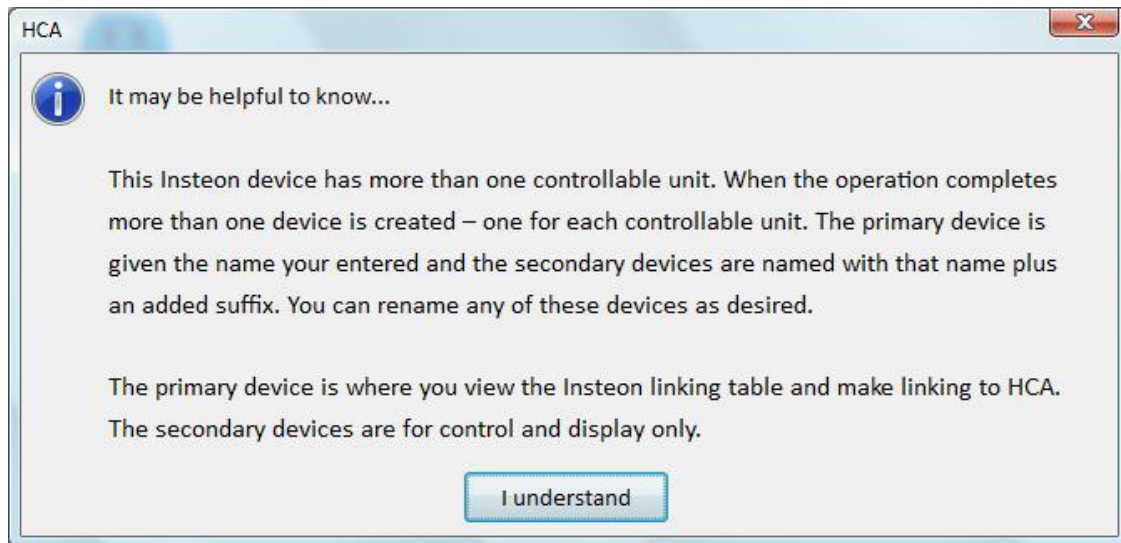 HCA
It may be helpful to know...
This Insteon device has more than one controllable unit. When the operation completes
more than one device is created – one for each controllable unit. The primary device is
given the name your entered and the secondary devices are named with that name plus
an added suffix. You can rename any of these devices as desired.
The primary device is where you view the Insteon linking table and make linking to HCA.
The secondary devices are for control and display only.
I understand